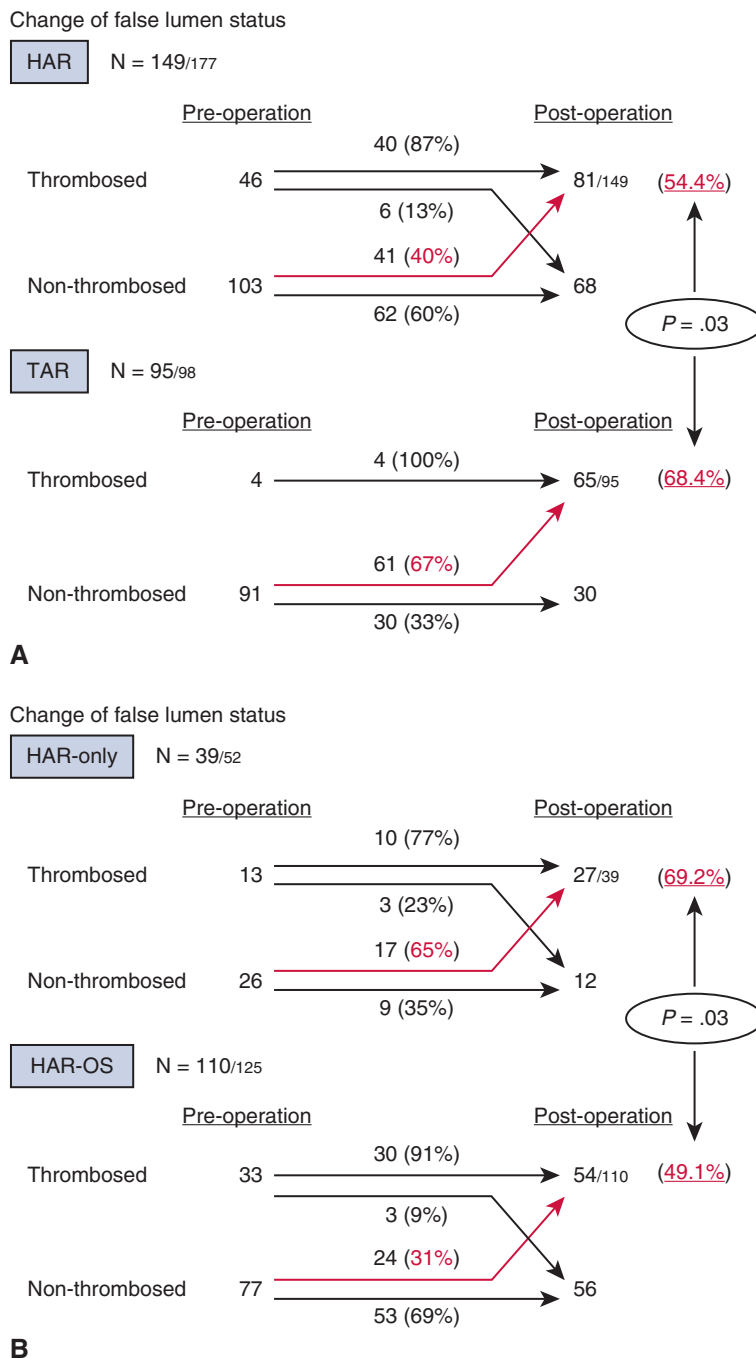 Change of false lumen status
HAR N = 149/177
Pre-operation Post-operation
40 (87%)
Thrombosed 46 81/149 (54.4%)
6 (13%)
41 (40%)
Non-thrombosed 103 68
62 (60%)
P = .03
TAR N = 95/98
Pre-operation Post-operation
4 (100%)
Thrombosed 4 65/95 (68.4%)
61 (67%)
Non-thrombosed 91 30
30 (33%)
A
Change of false lumen status
HAR-only N = 39/52
Pre-operation Post-operation
10 (77%)
Thrombosed 13 27/39 (69.2%)
3 (23%)
17 (65%)
Non-thrombosed 26 12
9 (35%)
P = .03
HAR-OS N = 110/125
Pre-operation Post-operation
30 (91%)
Thrombosed 33 54/110 (49.1%)
3 (9%)
24 (31%)
Non-thrombosed 77 56
53 (69%)
B